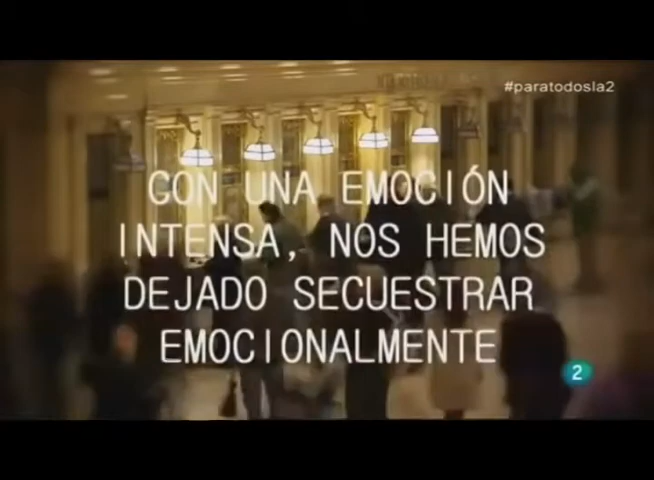 #paratodosla2
CON UNA EMOCIÓN
INTENSA, NOS HEMOS
DEJADO SECUESTRAR
EMOCIONALMENTE
2